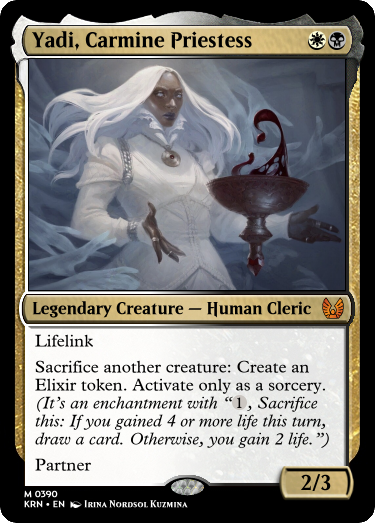 Yadi, Carmine Priestess
Legendary Creature — Human Cleric
Lifelink
Sacrifice another creature: Create an
Elixir token. Activate only as a sorcery.
(It's an enchantment with “1, Sacrifice
this: If you gained 4 or more life this turn,
draw a card. Otherwise, you gain 2 life.”)
Partner
2/3
M 0390
KRN • EN Irina Nordsol Kuzmina